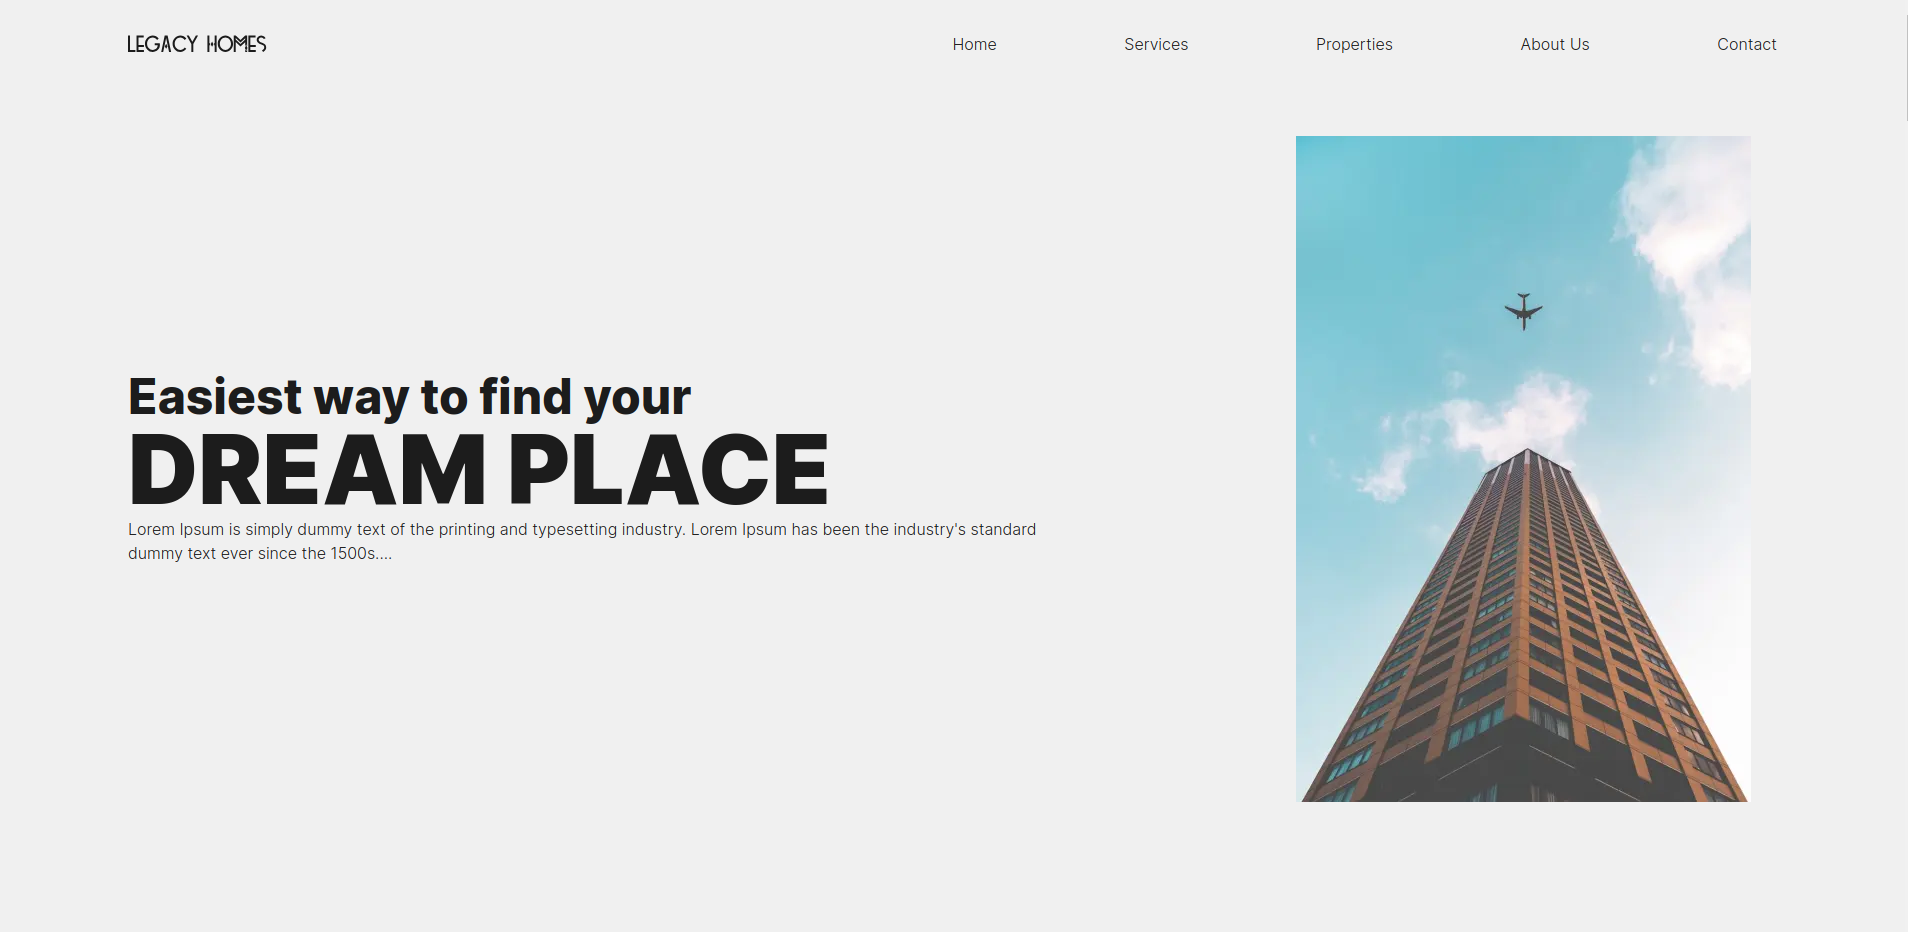 LEGACY HOMES
Home
Services
Properties
About Us
Contact
Easiest way to find your
DREAM PLACE
Lorem Ipsum is simply dummy text of the printing and typesetting industry. Lorem Ipsum has been the industry's standard
dummy text ever since the 1500s....